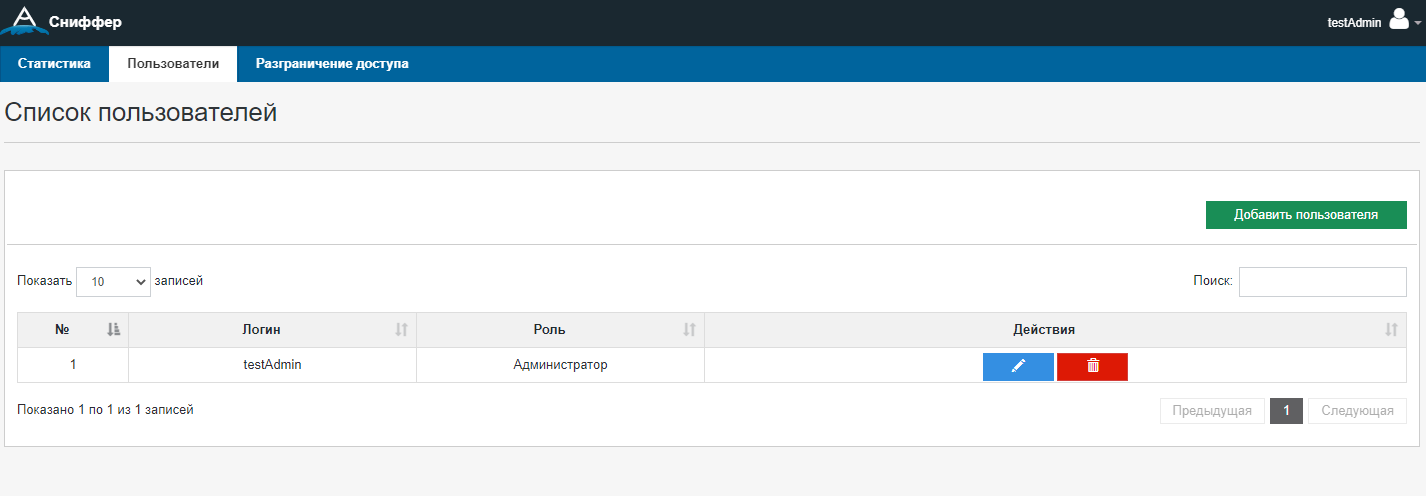 Сниффер
testAdmin
Статистика Пользователи Разграничение доступа
Список пользователей
Добавить пользователя
Показать 10 записей Поиск:
№ Логин Роль Действия
1 testAdmin Администратор
Показано 1 по 1 из 1 записей Предыдущая 1 Следующая